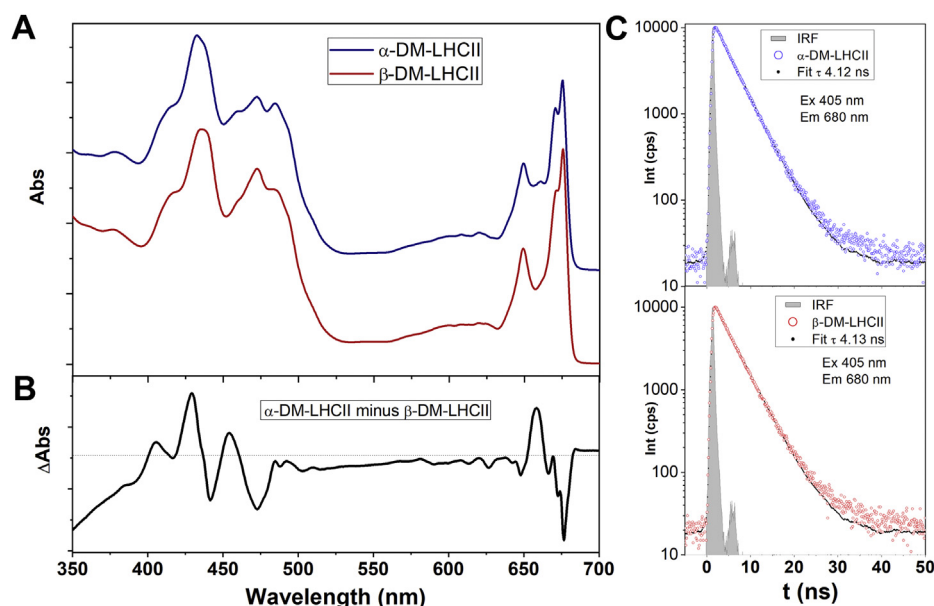 A
α-DM-LHCII
β-DM-LHCII
Abs
B
α-DM-LHCII minus β-DM-LHCII
ΔAbs
350 400 450 500 550 600 650 700
Wavelength (nm)
C
10000
1000
100
10
Int (cps)
IRF
α-DM-LHCII
Fit τ 4.12 ns
Ex 405 nm
Em 680 nm
10000
1000
100
10
Int (cps)
IRF
β-DM-LHCII
Fit τ 4.13 ns
Ex 405 nm
Em 680 nm
0 10 20 30 40 50
t (ns)